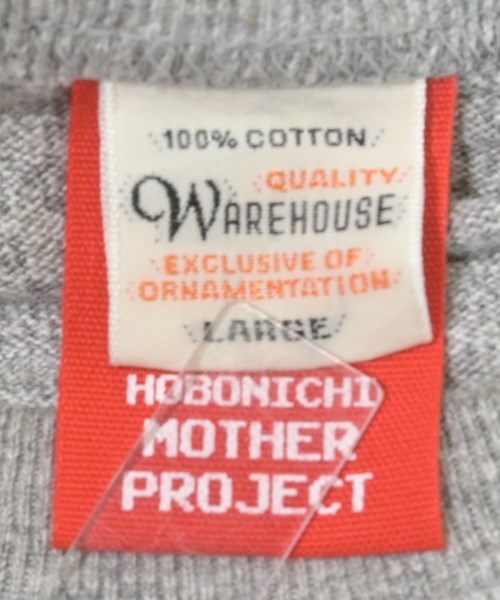 100% COTTON
QUALITY
WAREHOUSE
EXCLUSIVE OF
ORNAMENTATION
LARGE
HOBONICHI
MOTHER
PROJECT